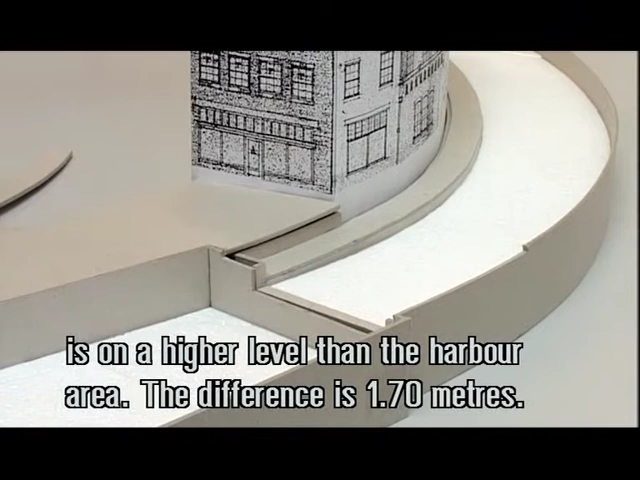 is on a higher level than the harbour
area. The difference is 1.70 metres.